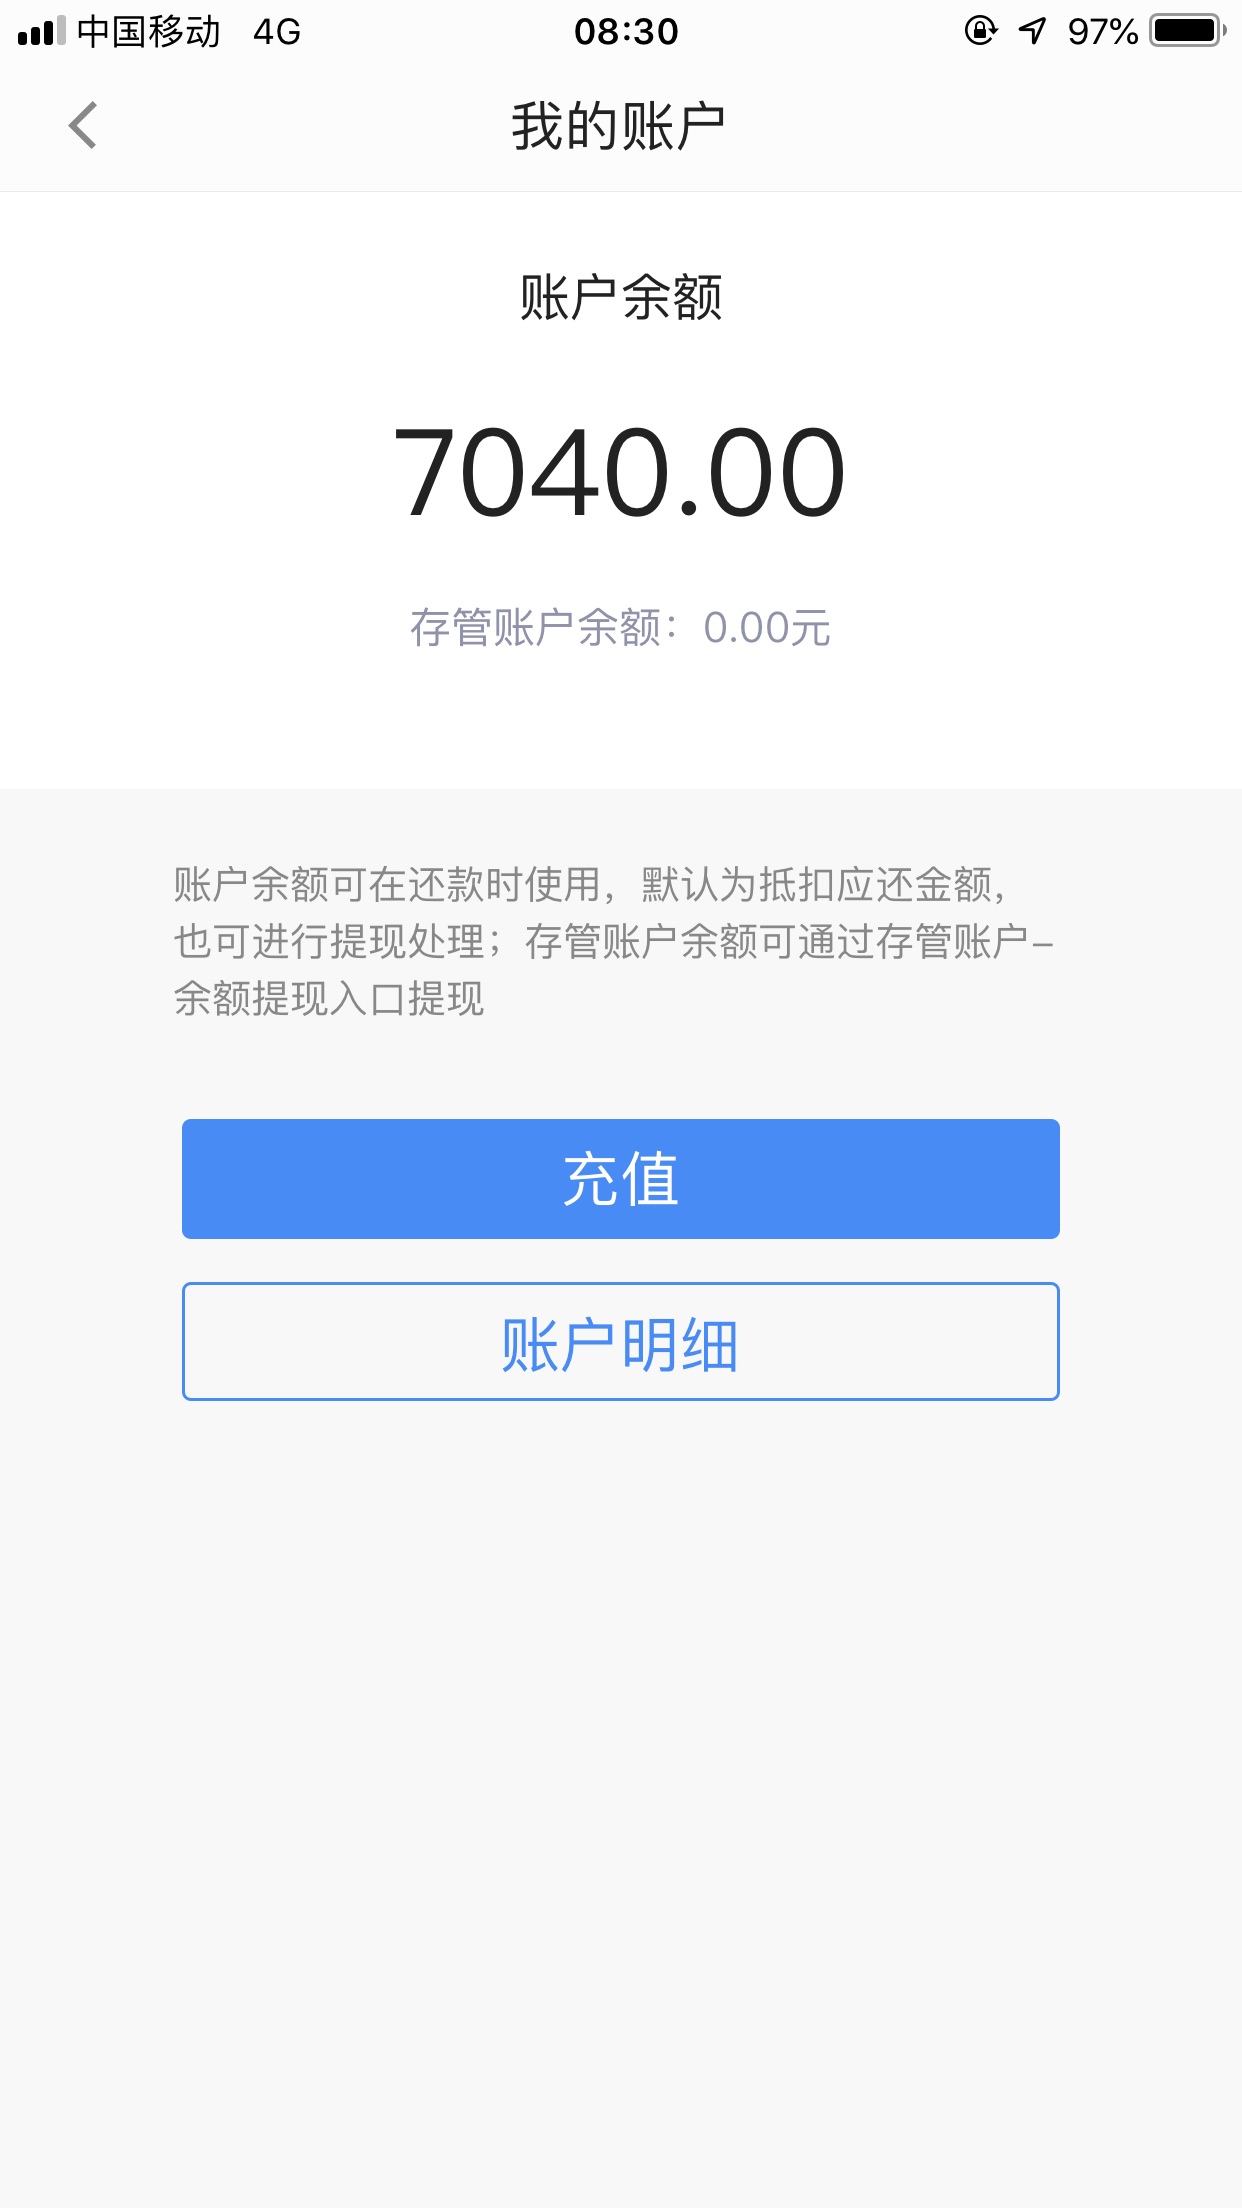 中国移动 4G 08:30 97%
我的账户
账户余额
7040.00
存管账户余额：0.00元
账户余额可在还款时使用，默认为抵扣应还金额，
也可进行提现处理；存管账户余额可通过存管账户–
余额提现入口提现
充值
账户明细